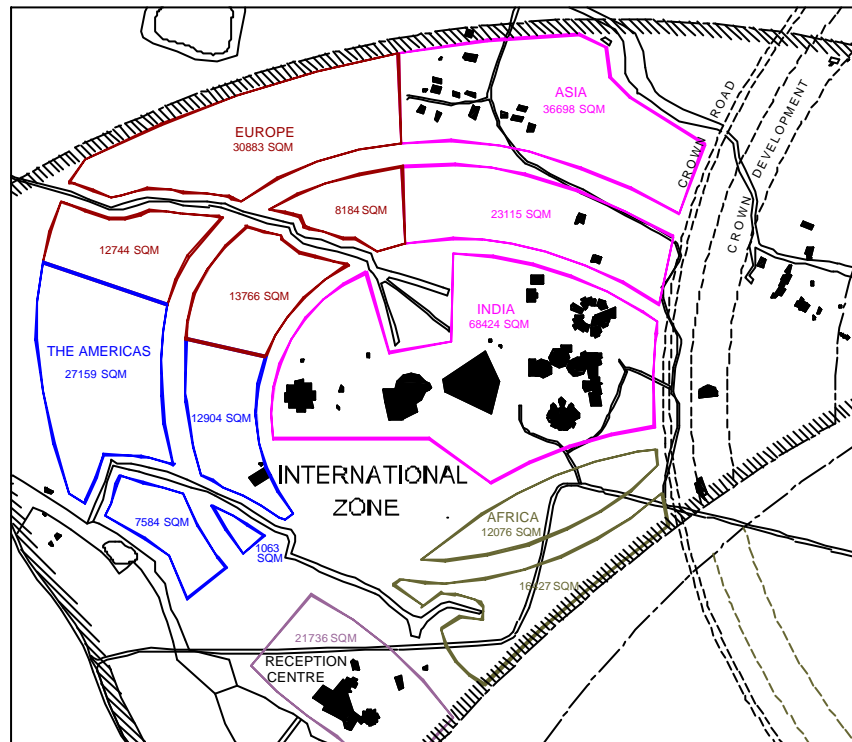 ASIA
36698 SQM
CROWN ROAD
CROWN DEVELOPMENT
EUROPE
30883 SQM
8184 SQM
23115 SQM
12744 SQM
13766 SQM
INDIA
68424 SQM
THE AMERICAS
27159 SQM
12904 SQM
INTERNATIONAL
ZONE
7584 SQM
1063
SQM
AFRICA
12076 SQM
21736 SQM
RECEPTION
CENTRE